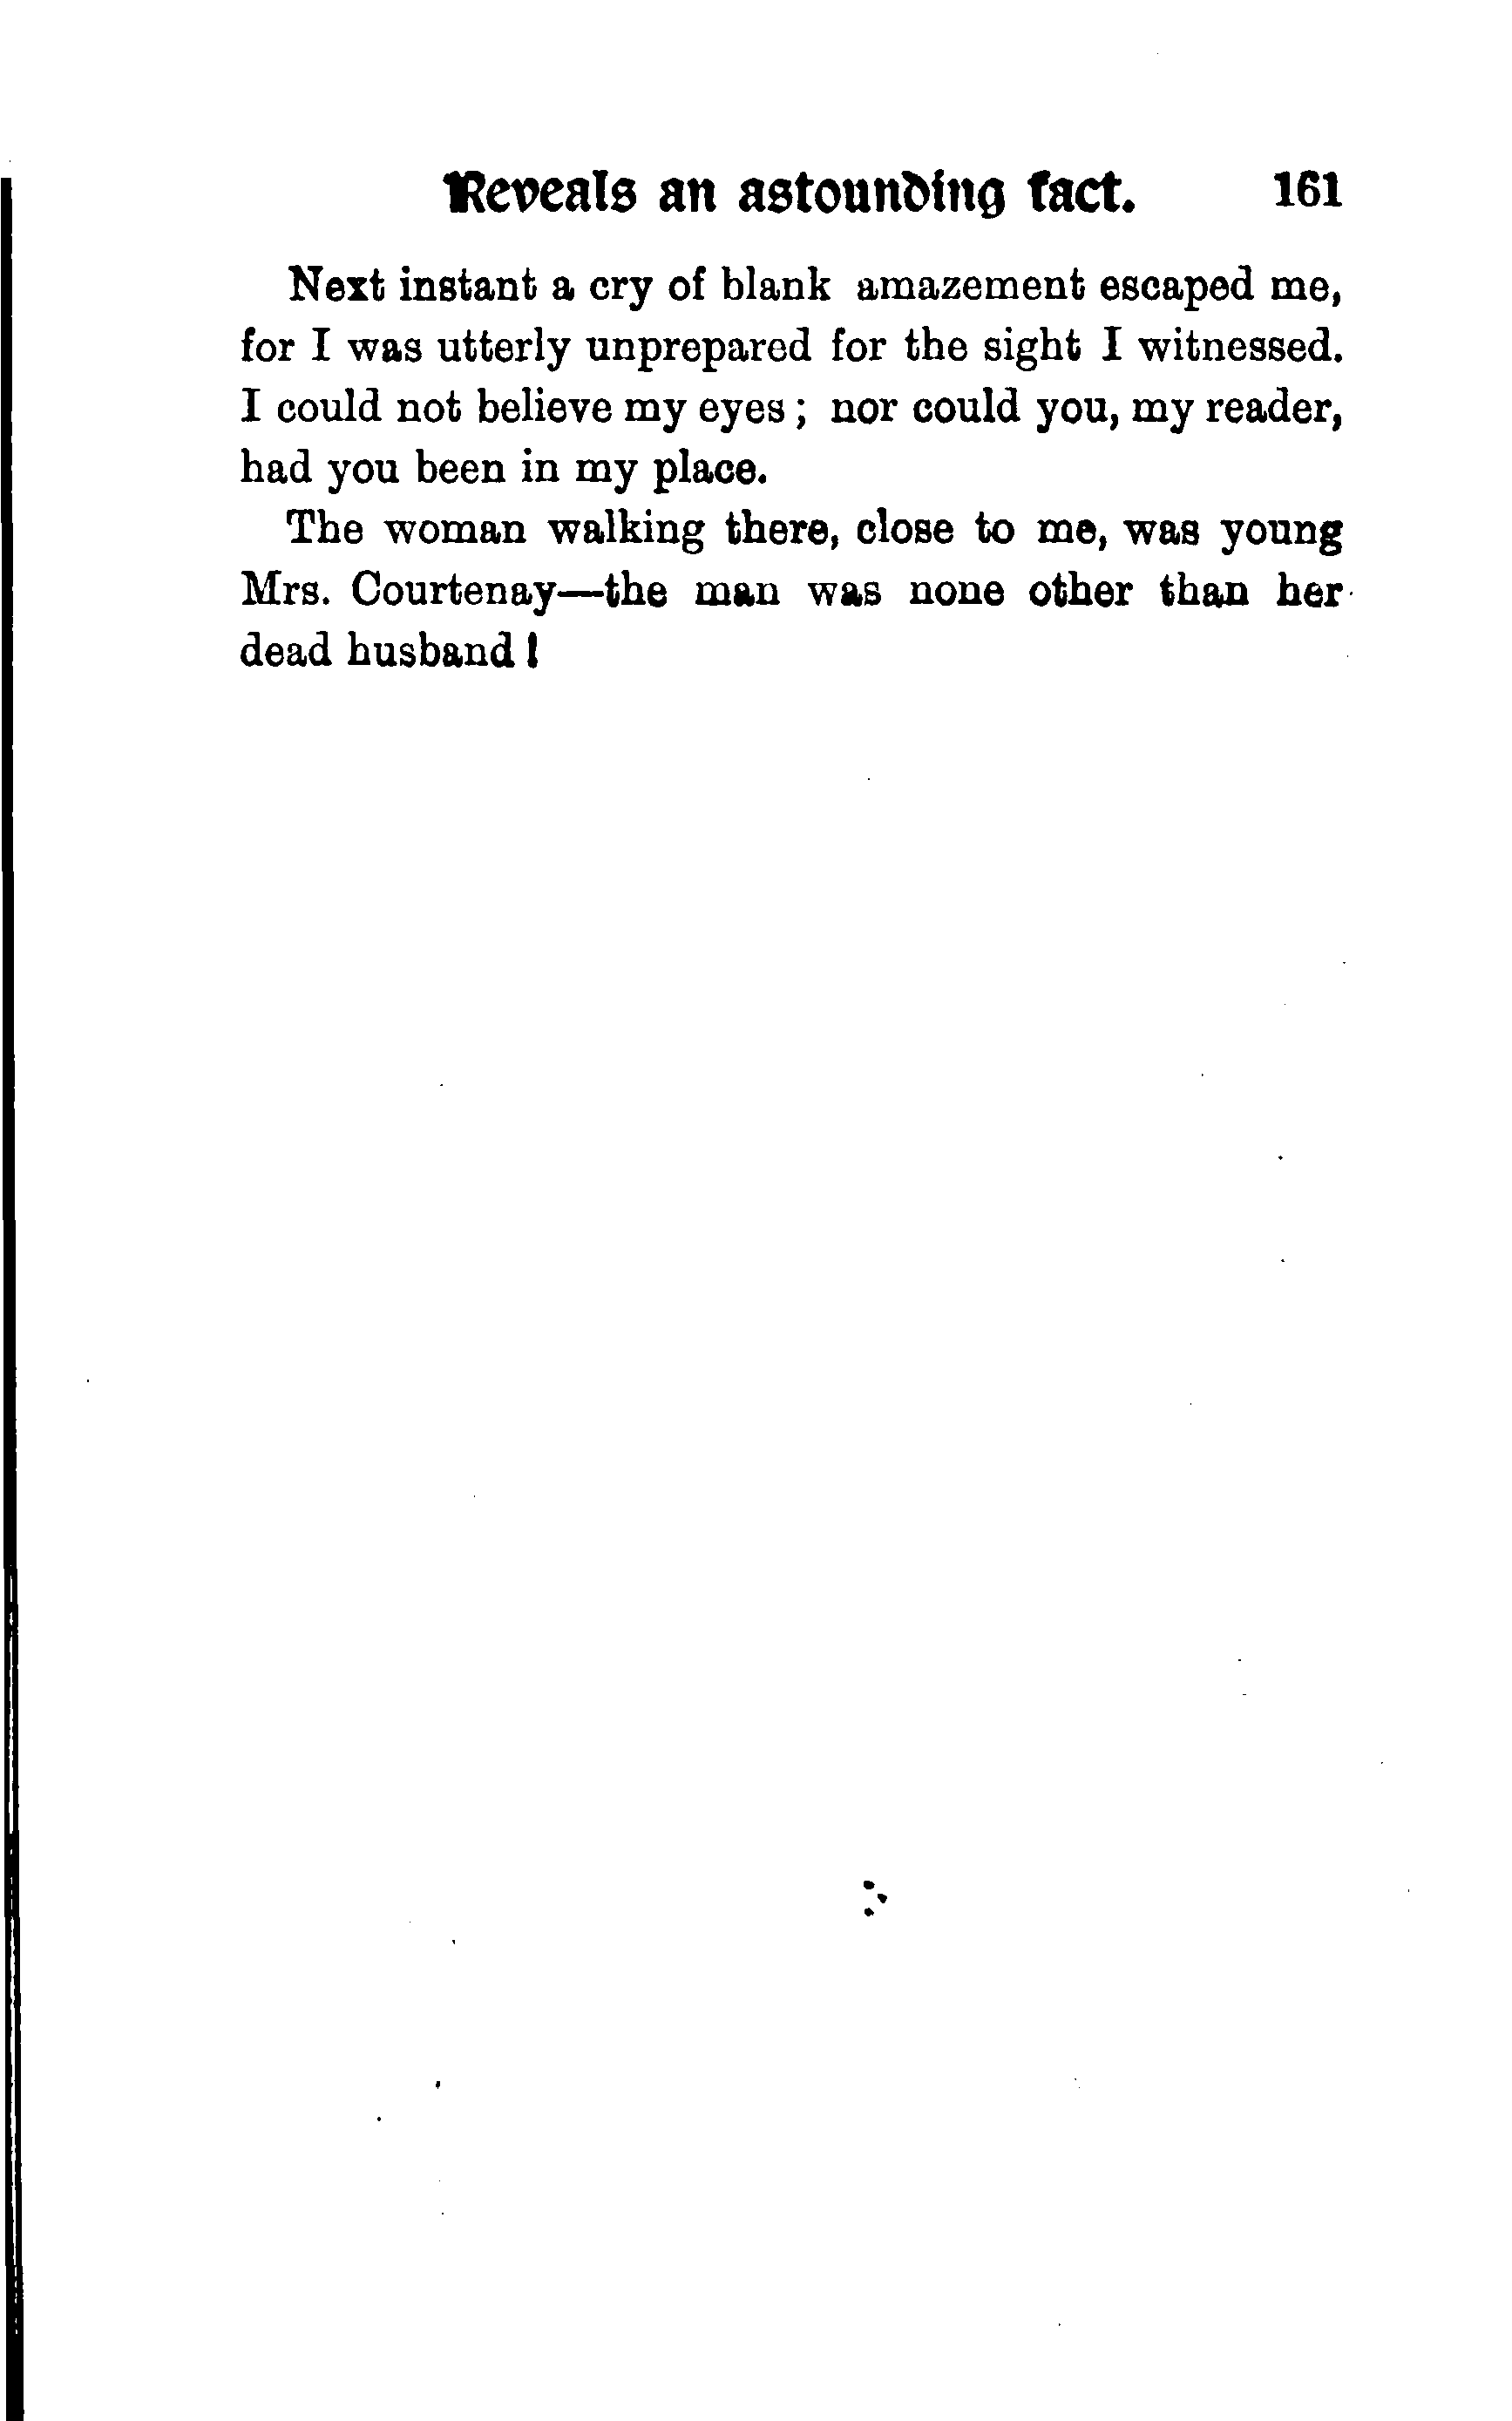 Reveals an astounding fact. 161
Next instant a cry of blank amazement escaped me,
for I was utterly unprepared for the sight I witnessed.
I could not believe my eyes; nor could you, my reader,
had you been in my place.
The woman walking there, close to me, was young
Mrs. Courtenay—the man was none other than her
dead husband!